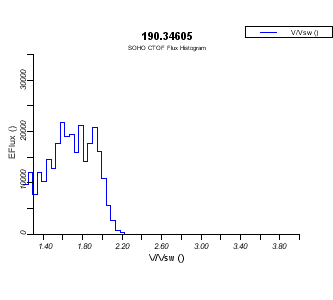 190.34605
SOHO CTOF Flux Histogram
V/Vsw ()
EFlux ()
30000
20000
10000
0
1.40 1.80 2.20 2.60 3.00 3.40 3.80
V/Vsw ()